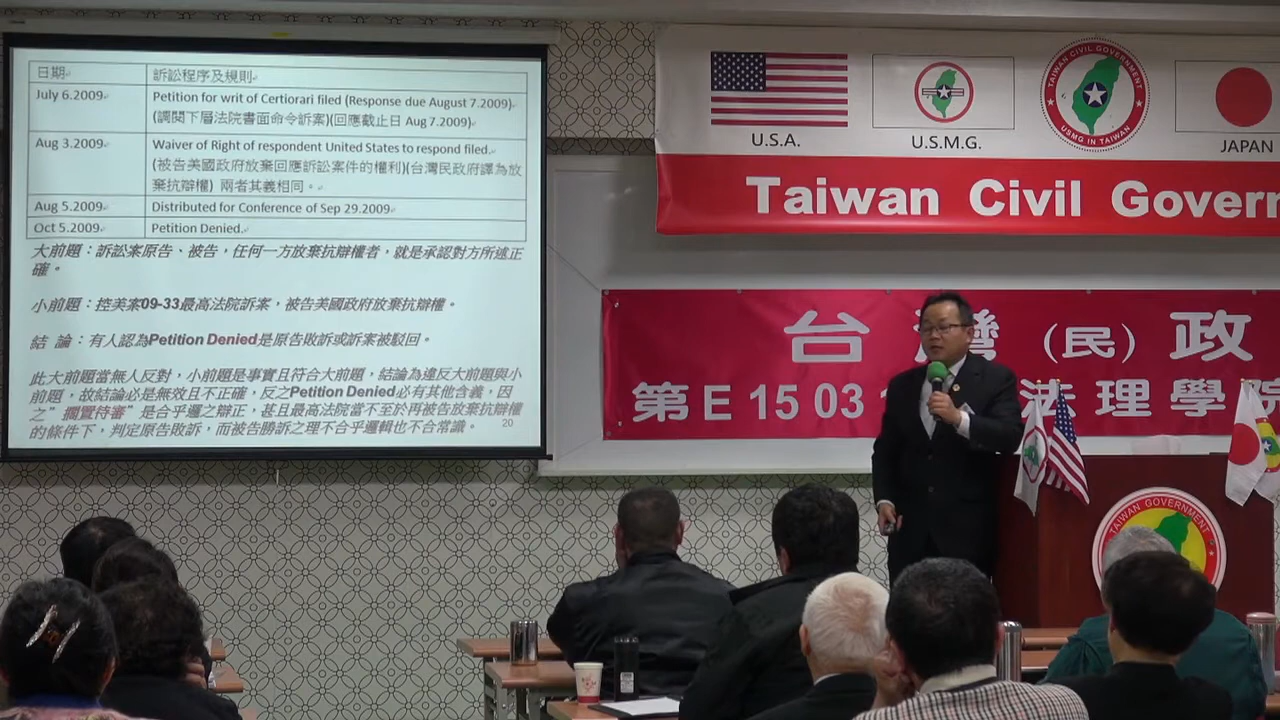 日期
訴訟程序及規則
July 6.2009
Petition for writ of Certiorari filed (Response due August 7.2009)
(調閱下層法院書面命令訴案)(回應截止日 Aug 7.2009)
Aug 3.2009
Waiver of Right of respondent United States to respond filed.
(被告美國政府放棄回應訴訟案件的權利)(台灣民政府譯為放
棄抗辯權) 兩者其義相同。
Aug 5.2009
Distributed for Conference of Sep 29.2009
Oct 5.2009
Petition Denied.
大前題：訴訟案原告、被告，任何一方放棄抗辯權者，就是承認對方所述正
確。
小前題：控美案09-33最高法院訴案，被告美國政府放棄抗辯權。
結 論：有人認為Petition Denied是原告敗訴或訴案被駁回。
此大前題當無人反對，小前題是事實且符合大前題，結論為違反大前題與小
前題，故結論必是無效且不正確，反之Petition Denied必有其他含義，因
之"擱置待審"是合乎邏之辯正，甚且最高法院當不至於再被告放棄抗辯權
的條件下，判定原告敗訴，而被告勝訴之理不合乎邏輯也不合常識。
20
U.S.A.
U.S.M.G.
TAIWAN CIVIL GOVERNMENT
USMG IN TAIWAN
JAPAN
Taiwan Civil Govern
台灣(民)政
第E1503 法理學院
TAIWAN GOVERNMENT